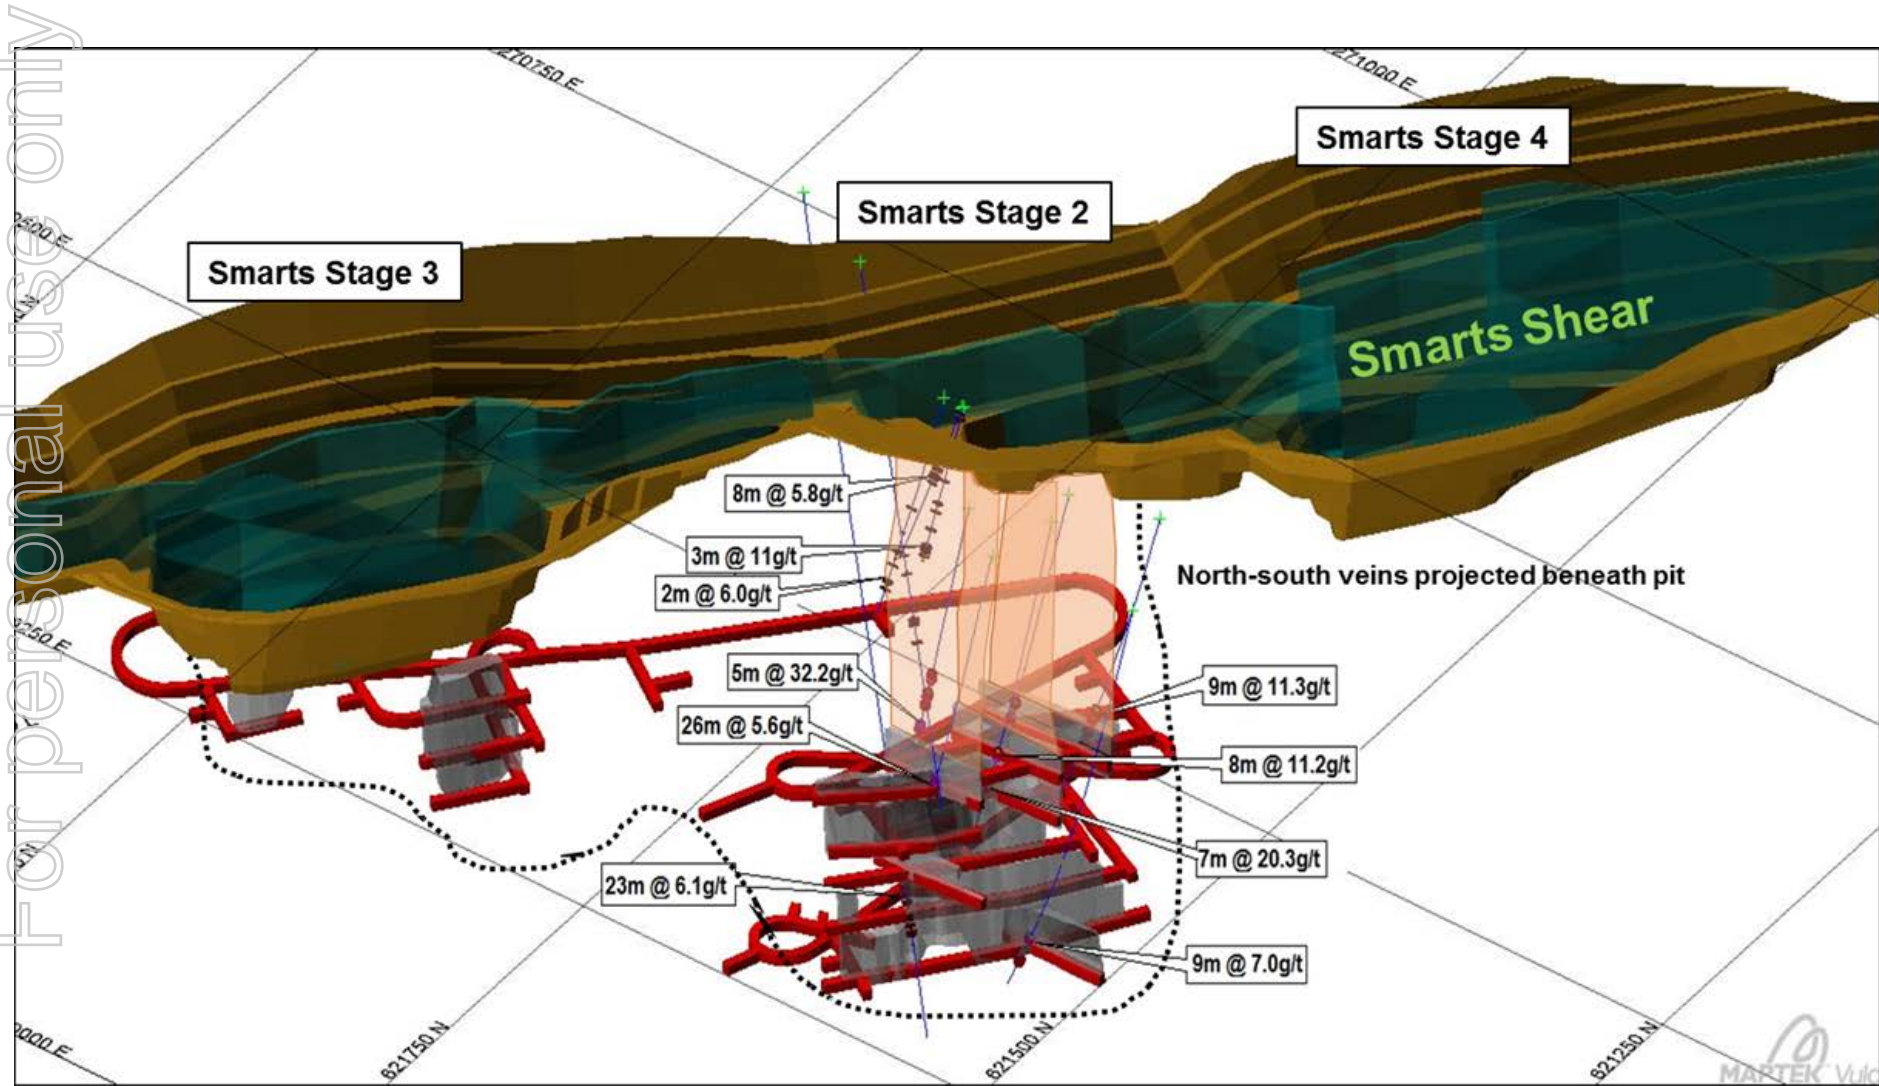 For personal use only
270750 E
271000 E
Smarts Stage 4
Smarts Stage 2
Smarts Stage 3
Smarts Shear
8m @ 5.8g/t
3m @ 11g/t
2m @ 6.0g/t
North-south veins projected beneath pit
5m @ 32.2g/t
9m @ 11.3g/t
26m @ 5.6g/t
8m @ 11.2g/t
7m @ 20.3g/t
23m @ 6.1g/t
9m @ 7.0g/t
621750 N
621500 N
621250 N
MAPTEK